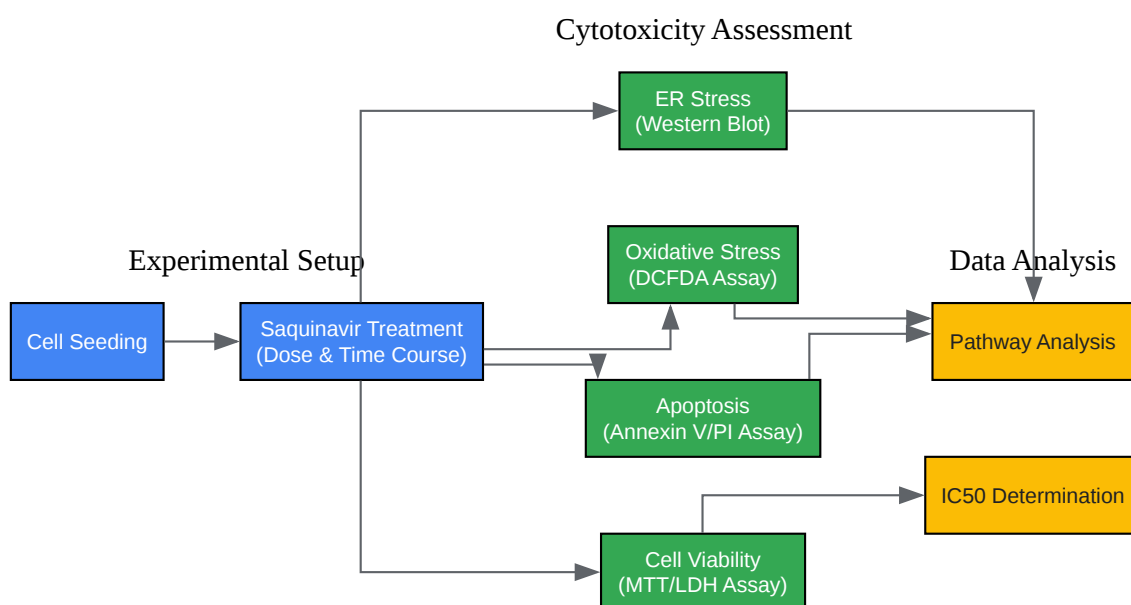 Cytotoxicity Assessment
ER Stress
(Western Blot)
Experimental Setup
Oxidative Stress
(DCFDA Assay)
Data Analysis
Cell Seeding
Saquinavir Treatment
(Dose & Time Course)
Pathway Analysis
Apoptosis
(Annexin V/PI Assay)
IC50 Determination
Cell Viability
(MTT/LDH Assay)